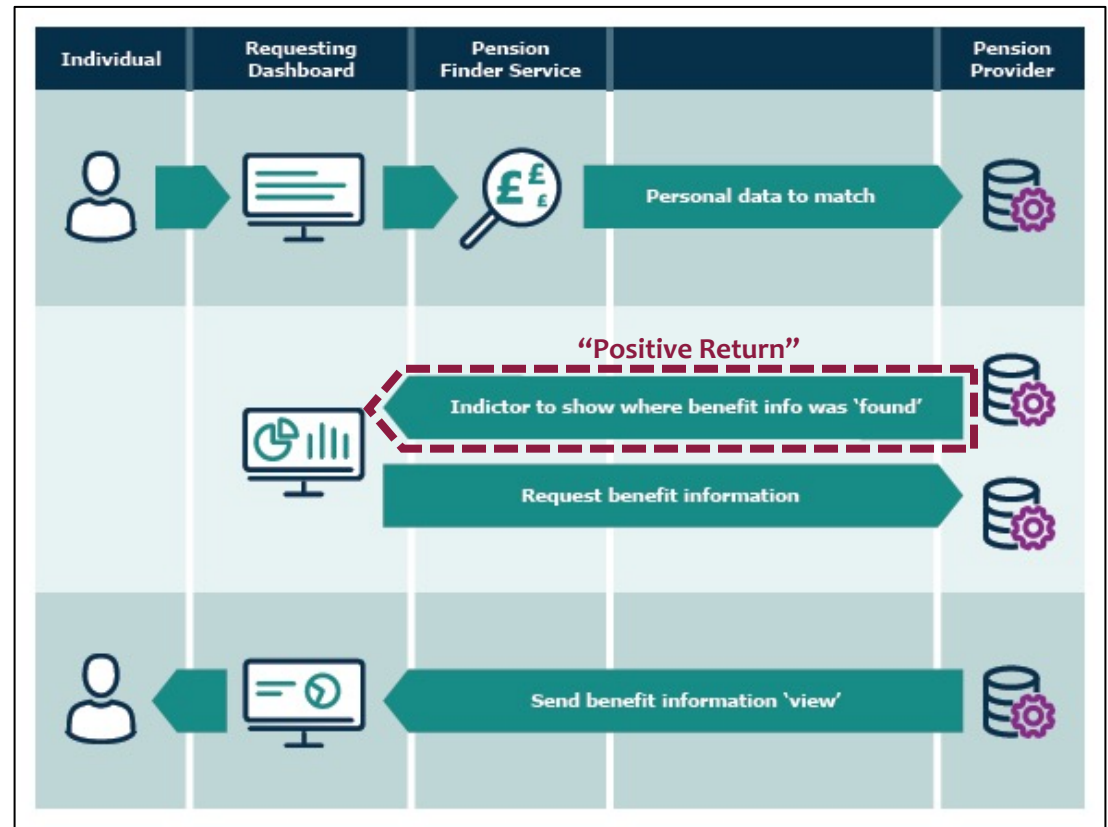 Individual
Requesting
Dashboard
Pension
Finder Service
Pension
Provider
£ £ £
Personal data to match
“Positive Return”
Indictor to show where benefit info was ‘found’
Request benefit information
Send benefit information ‘view’